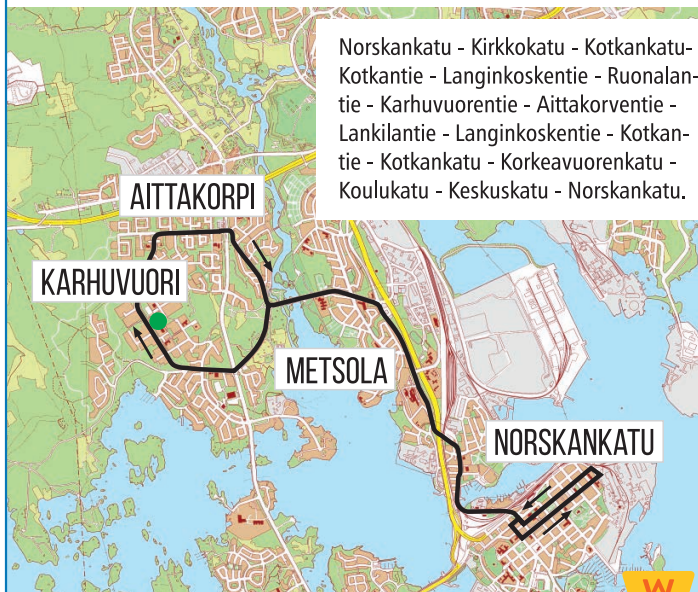 Norskankatu - Kirkkokatu - Kotkankatu-
Kotkantie - Langinkoskentie - Ruonalan-
tie - Karhuvuorentie - Aittakorventie -
Lankilantie - Langinkoskentie - Kotkan-
tie - Kotkankatu - Korkeavuorenkatu -
Koulukatu - Keskuskatu - Norskankatu.
AITTAKORPI
KARHUVUORI
METSOLA
NORSKANKATU
W